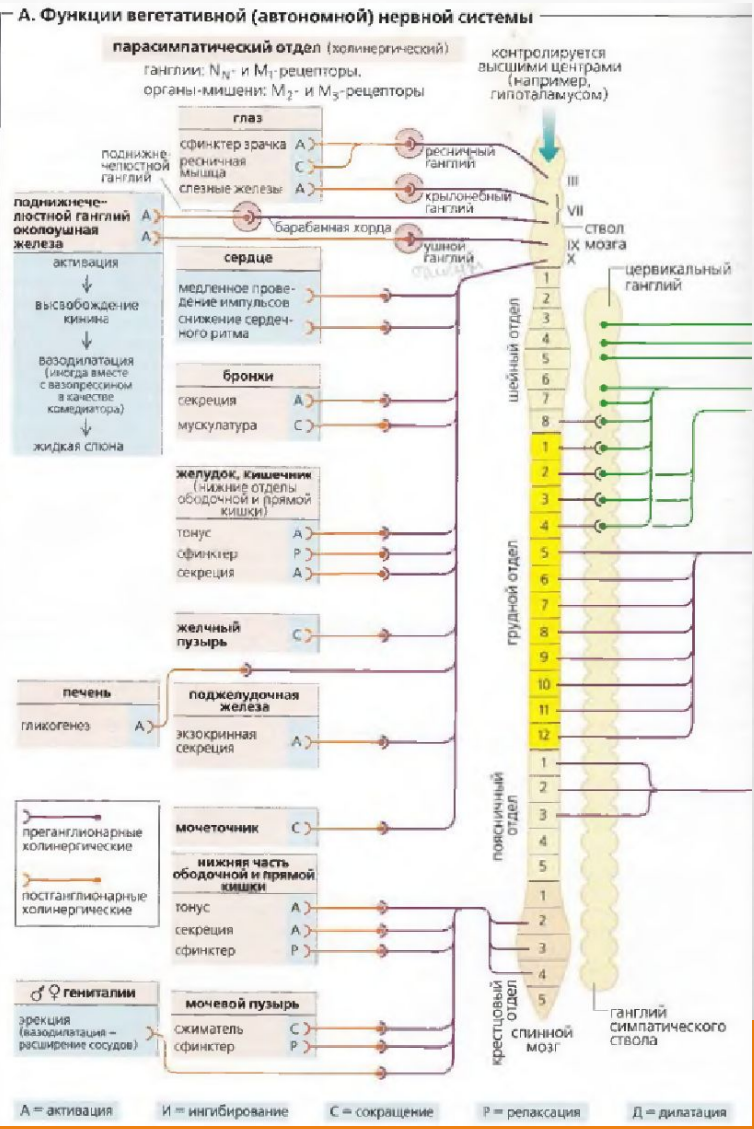 А. Функции вегетативной (автономной) нервной системы
парасимпатический отдел (холинергический)
ганглии: NN- и M1-рецепторы,
органы-мишени: M2- и M3-рецепторы
контролируется
высшими центрами
(например,
гипоталамусом)
глаз
сфинктер зрачка А
ресничная
мышца С
слезные железы А
ресничный
ганглий
крылонебный
ганглий
поднижне-
челюстной
ганглий
барабанная хорда
ушной
ганглий
III
VII
IX
X
ствол
мозга
поднижнече-
люстной ганглий А
околоушная
железа А
активация
высвобождение
кинина
вазодилатация
(иногда вместе
с вазопрессином
в качестве
комедиатора)
жидкая слюна
сердце
медленное прове-
дение импульсов
снижение сердеч-
ного ритма
бронхи
секреция А
мускулатура С
желудок, кишечник
(нижние отделы
ободочной и прямой
кишки)
тонус А
сфинктер Р
секреция А
желчный
пузырь С
печень
гликогенез А
поджелудочная
железа
экзокринная
секреция А
мочеточник С
преганглионарные
холинергические
постганглионарные
холинергические
нижняя часть
ободочной и прямой
кишки
тонус А
секреция А
сфинктер Р
♂♀ гениталии
эрекция
(вазодилатация –
расширение сосудов)
мочевой пузырь
сжиматель С
сфинктер Р
цервикальный
ганглий
шейный отдел
1
2
3
4
5
6
7
8
грудной отдел
1
2
3
4
5
6
7
8
9
10
11
12
поясничный
отдел
1
2
3
4
5
крестцовый
отдел
1
2
3
4
5
спинной
мозг
ганглий
симпатического
ствола
А = активация
И = ингибирование
С = сокращение
Р = релаксация
Д = дилатация